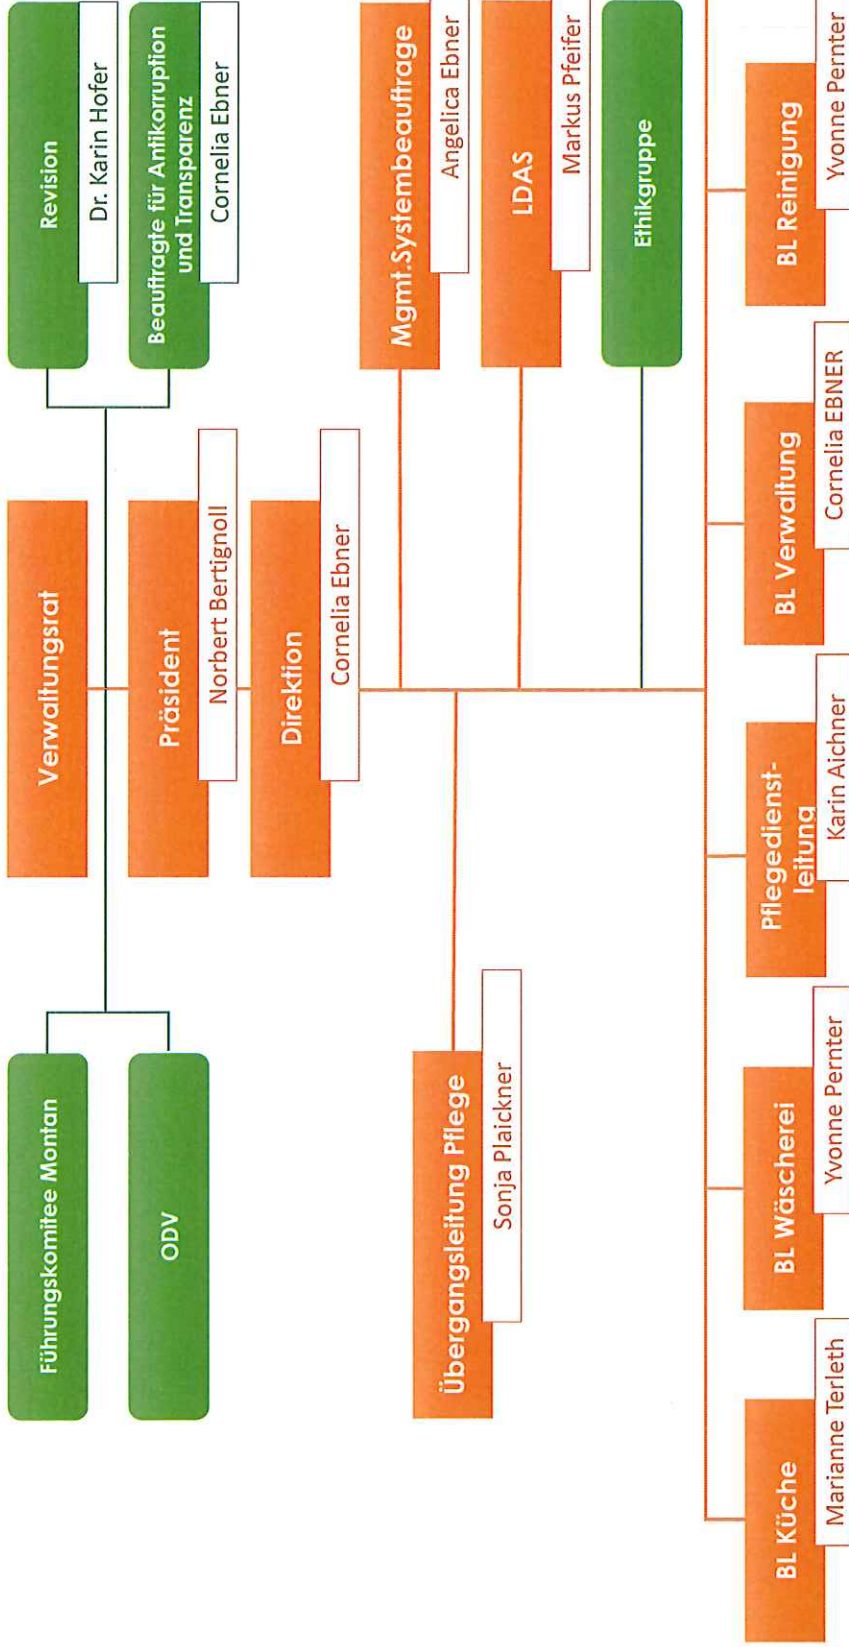 Führungskomitee Montan
ODV
Verwaltungsrat
Präsident
Norbert Bertignoll
Direktion
Cornelia Ebner
Revision
Dr. Karin Hofer
Beauftragte für Antikorruption
und Transparenz
Cornelia Ebner
Übergangsleitung Pflege
Sonja Plaickner
Mgmt.Systembeauftrage
Angelica Ebner
LDAS
Markus Pfeifer
Ethikgruppe
BL Küche
Marianne Terleth
BL Wäscherei
Yvonne Pernter
Pflegedienst-
leitung
Karin Aichner
BL Verwaltung
Cornelia EBNER
BL Reinigung
Yvonne Pernter